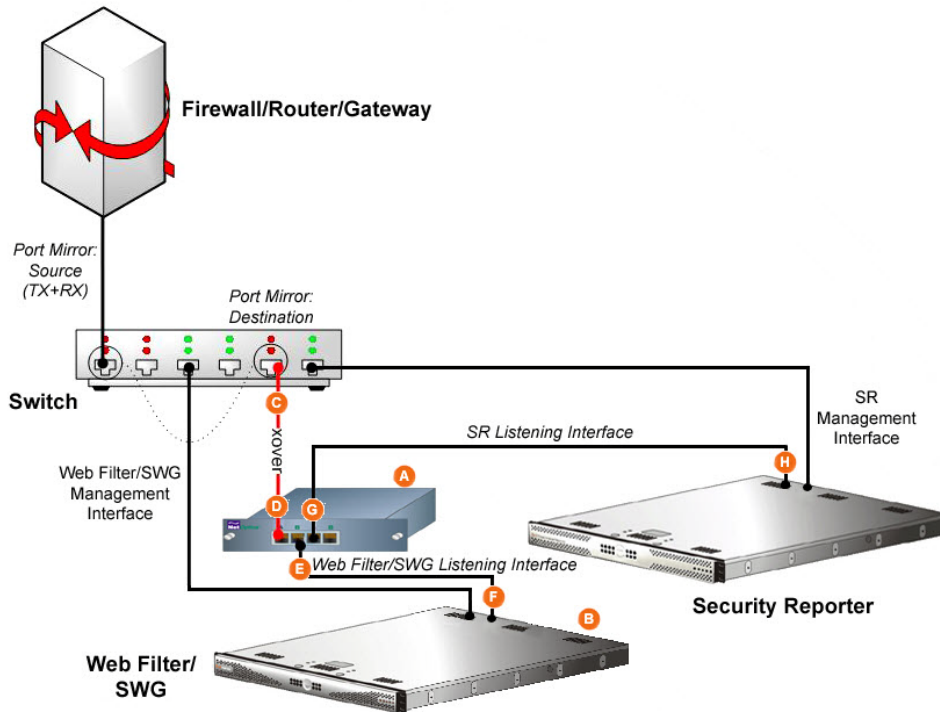 Firewall/Router/Gateway
Port Mirror:
Source
(TX+RX)
Port Mirror:
Destination
Switch
C
xover
SR
Management
Interface
SR Listening Interface
H
Web Filter/SWG
Management
Interface
A
D
G
E
Web Filter/SWG Listening Interface
F
Security Reporter
B
Web Filter/
SWG